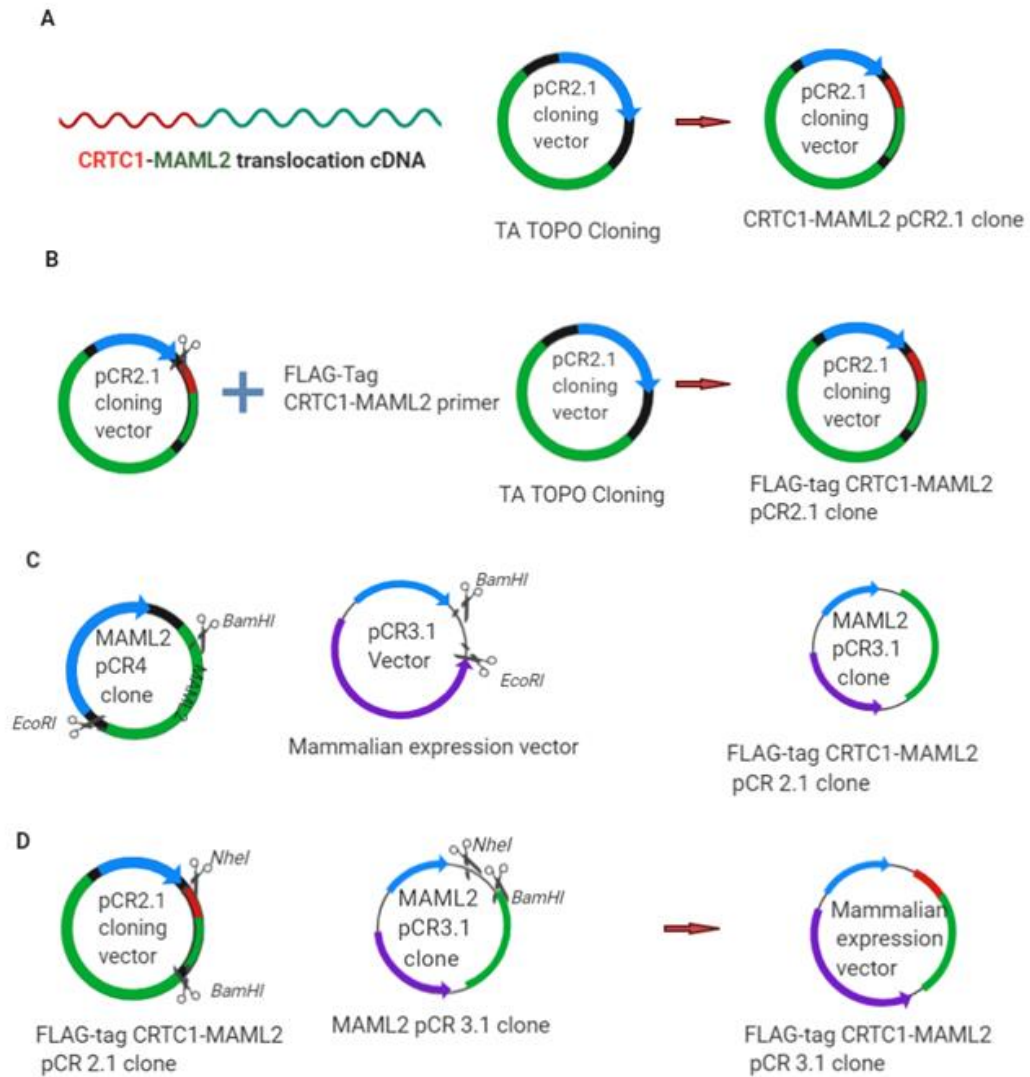 A
pCR2.1
cloning
vector
pCR2.1
cloning
vector
CRTC1-MAML2 translocation cDNA
TA TOPO Cloning
CRTC1-MAML2 pCR2.1 clone
B
pCR2.1
cloning
vector
FLAG-Tag
CRTC1-MAML2 primer
pCR2.1
cloning
vector
pCR2.1
cloning
vector
TA TOPO Cloning
FLAG-tag CRTC1-MAML2
pCR2.1 clone
C
MAML2
pCR4
clone
BamHI
MAML2
EcoRI
pCR3.1
Vector
BamHI
EcoRI
Mammalian expression vector
MAML2
pCR3.1
clone
FLAG-tag CRTC1-MAML2
pCR 2.1 clone
D
pCR2.1
cloning
vector
NheI
BamHI
FLAG-tag CRTC1-MAML2
pCR 2.1 clone
MAML2
pCR3.1
clone
NheI
BamHI
MAML2 pCR 3.1 clone
Mammalian
expression
vector
FLAG-tag CRTC1-MAML2
pCR 3.1 clone